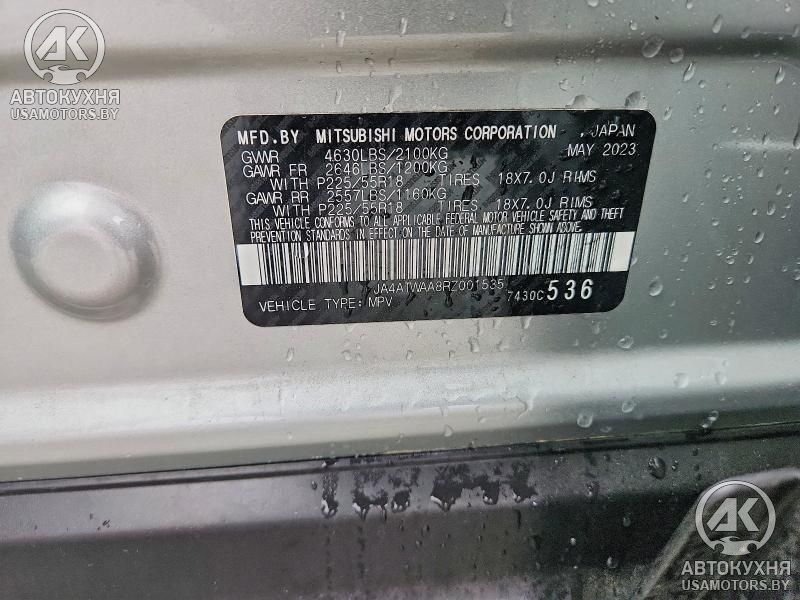 AK
АВТОКУХНЯ
USAMOTORS.BY
MFD.BY MITSUBISHI MOTORS CORPORATION , JAPAN
GVWR 4630LBS/2100KG MAY 2023
GAWR FR 2646LBS/1200KG
WITH P225/55R18 TIRES 18X7.0J RIMS
GAWR RR 2557LBS/1160KG
WITH P225/55R18 TIRES 18X7.0J RIMS
THIS VEHICLE CONFORMS TO ALL APPLICABLE FEDERAL MOTOR VEHICLE SAFETY AND THEFT
PREVENTION STANDARDS IN EFFECT ON THE DATE OF MANUFACTURE SHOWN ABOVE.
JA4ATWAA8RZ001535
VEHICLE TYPE: MPV 7430C 536
AK
АВТОКУХНЯ
USAMOTORS.BY